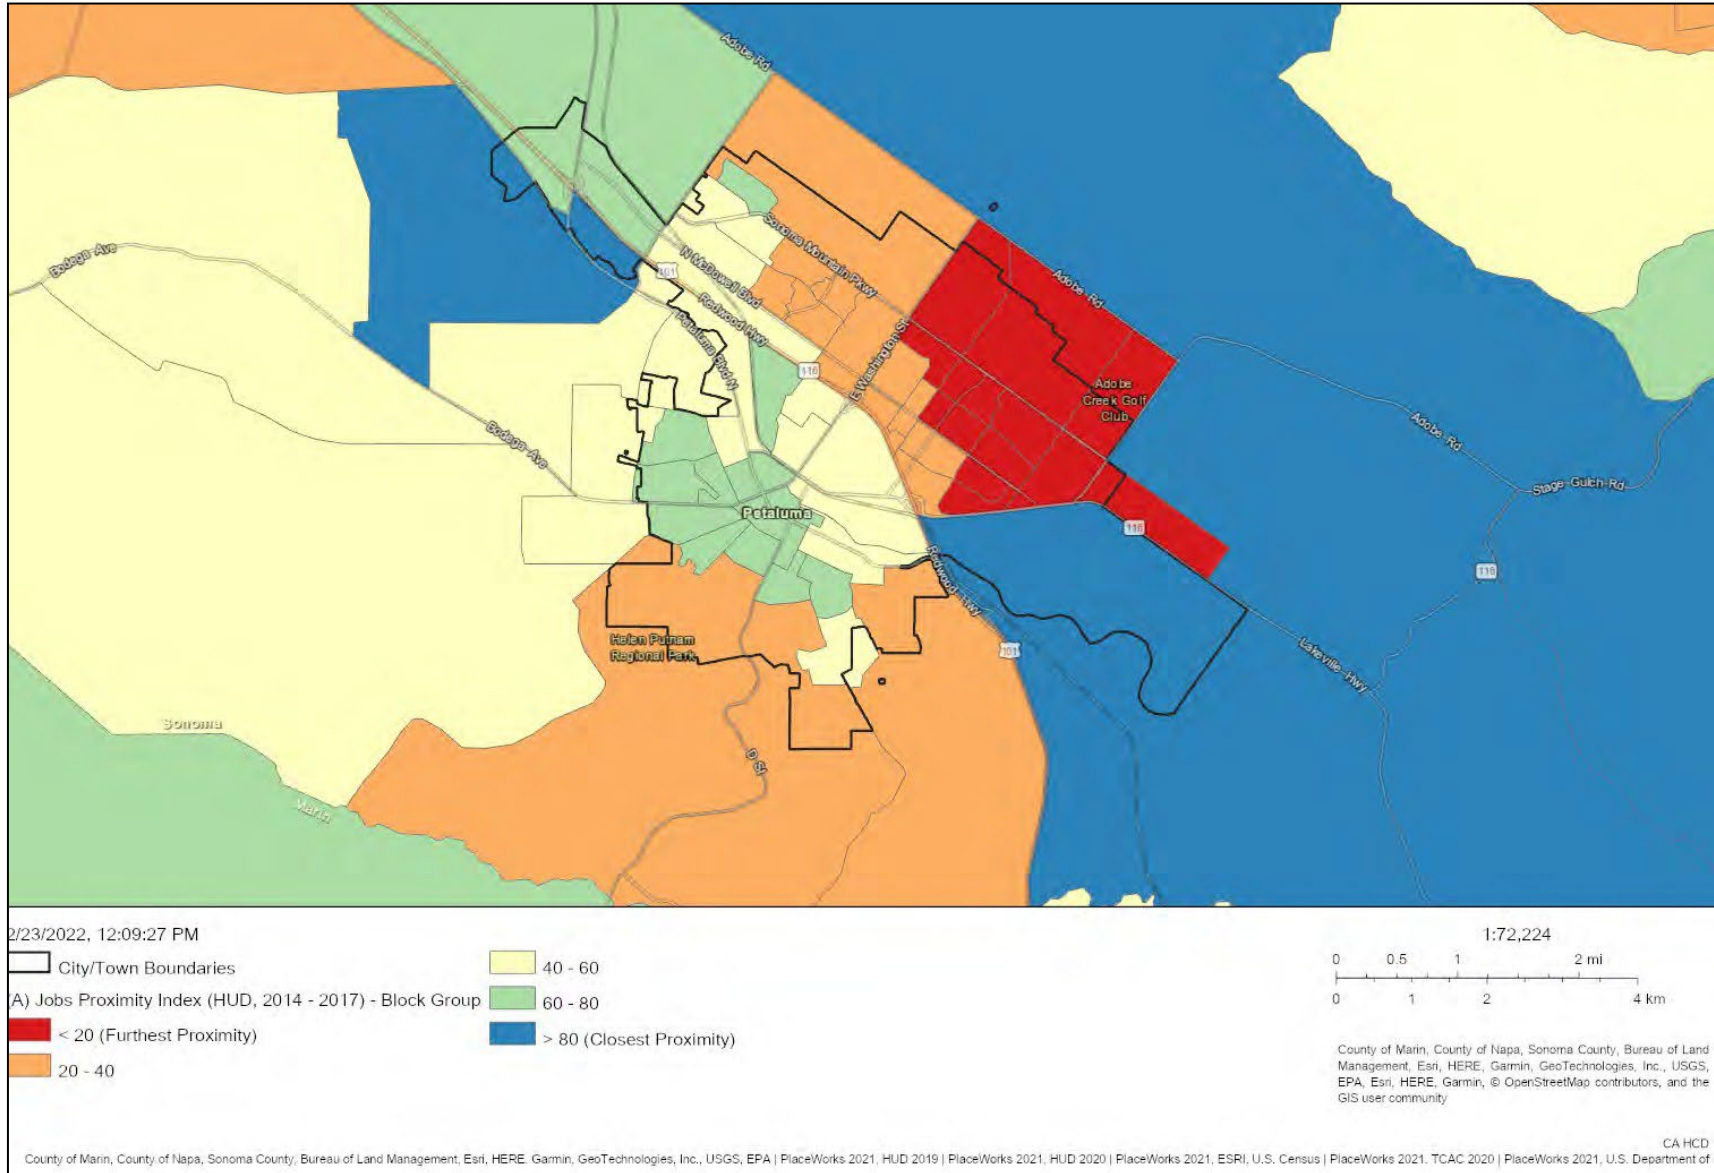 Adobe Rd
Bodega Ave
Sonoma Mountain Pkwy
N McDowell Blvd
101
Redwood Hwy
Petaluma Blvd N
116
E Washington St
Adobe Rd
Adobe
Creek Golf
Club
Adobe Rd
Stage Gulch Rd
Bodega Ave
Petaluma
116
116
Redwood Hwy
Helen Putnam
Regional Park
101
Lakeville Hwy
Sonoma
D St
Marin
2/23/2022, 12:09:27 PM
City/Town Boundaries
A) Jobs Proximity Index (HUD, 2014 - 2017) - Block Group
< 20 (Furthest Proximity)
20 - 40
40 - 60
60 - 80
> 80 (Closest Proximity)
1:72,224
0 0.5 1 2 mi
0 1 2 4 km
County of Marin, County of Napa, Sonoma County, Bureau of Land
Management, Esri, HERE, Garmin, GeoTechnologies, Inc., USGS,
EPA, Esri, HERE, Garmin, © OpenStreetMap contributors, and the
GIS user community
CA HCD
County of Marin, County of Napa, Sonoma County, Bureau of Land Management, Esri, HERE. Garmin, GeoTechnologies, Inc., USGS, EPA | PlaceWorks 2021, HUD 2019 | PlaceWorks 2021, HUD 2020 | PlaceWorks 2021, ESRI, U.S. Census | PlaceWorks 2021. TCAC 2020 | PlaceWorks 2021, U.S. Department of